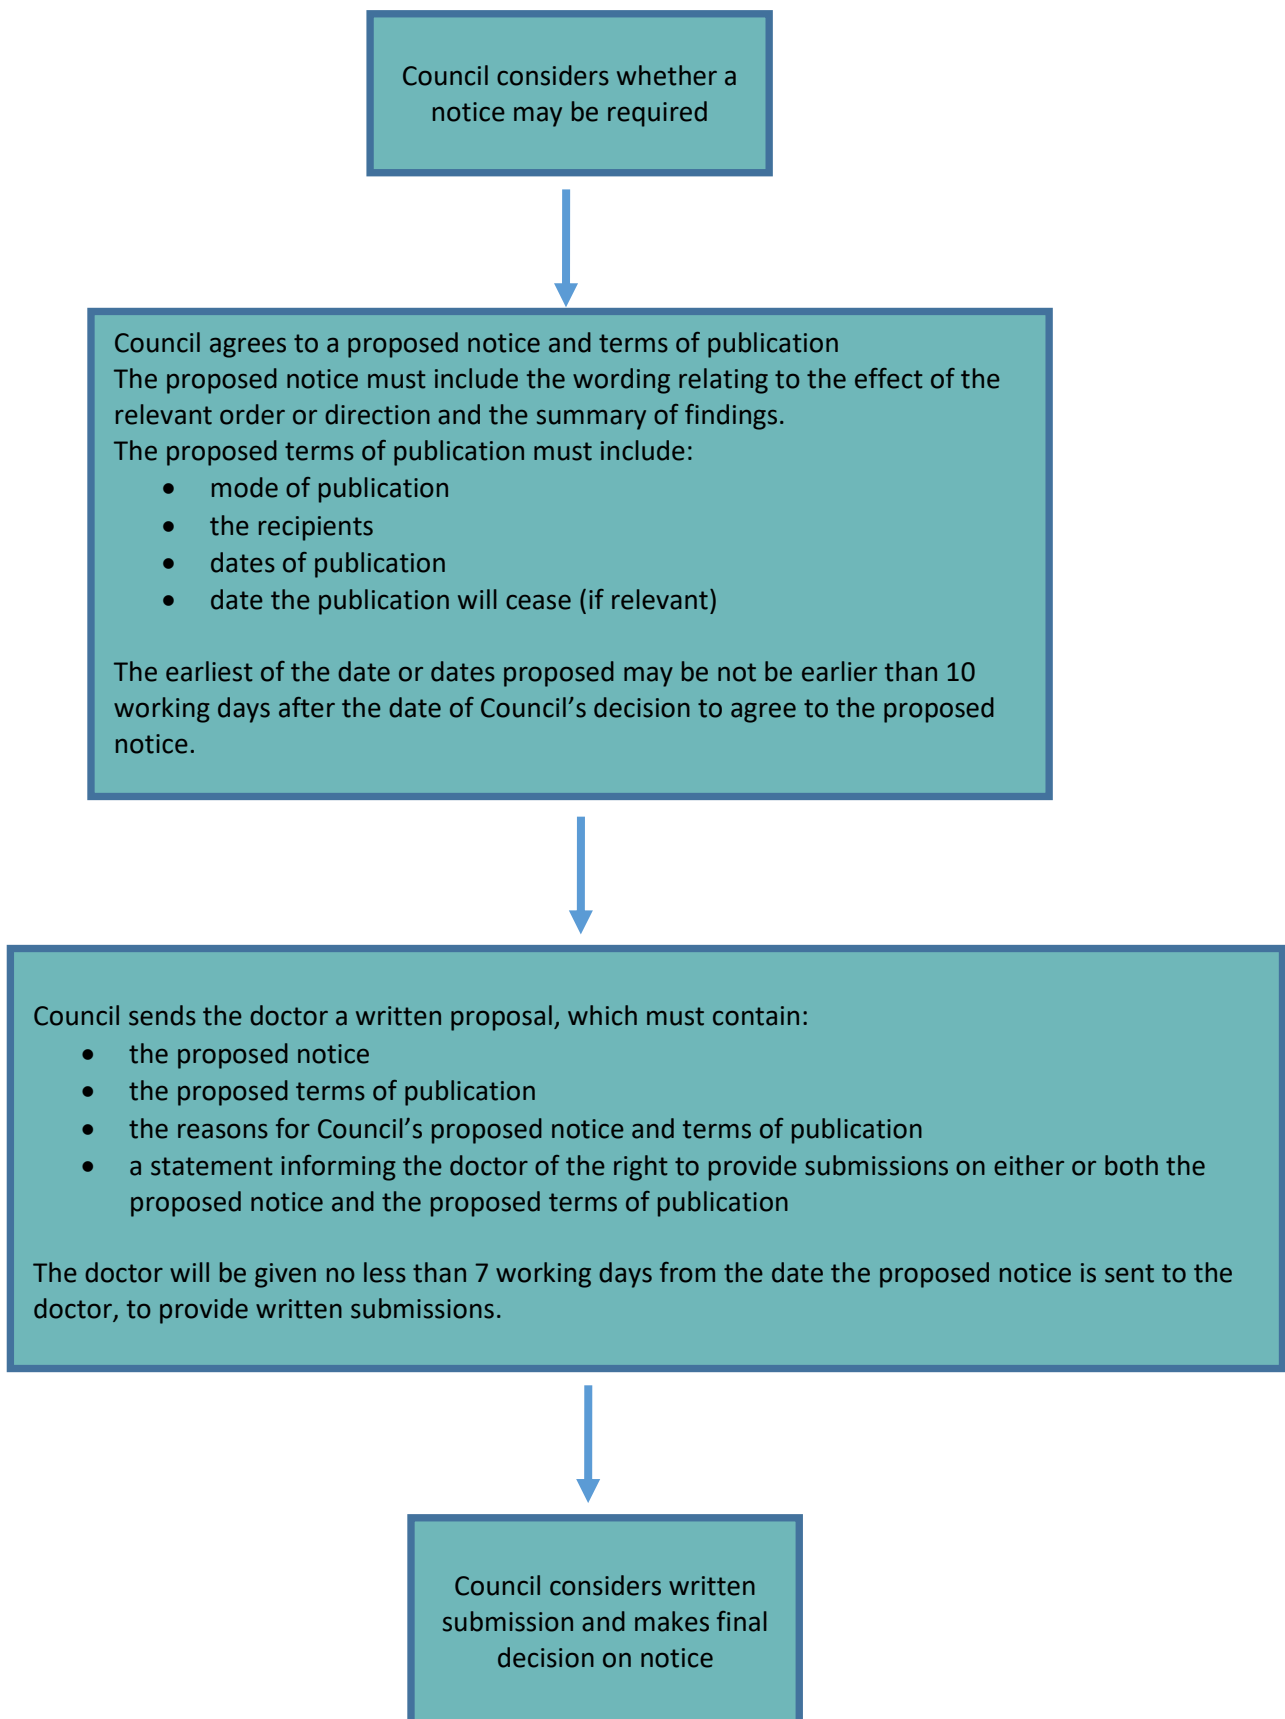 Council considers whether a
notice may be required
Council agrees to a proposed notice and terms of publication
The proposed notice must include the wording relating to the effect of the
relevant order or direction and the summary of findings.
The proposed terms of publication must include:
• mode of publication
• the recipients
• dates of publication
• date the publication will cease (if relevant)
The earliest of the date or dates proposed may be not be earlier than 10
working days after the date of Council’s decision to agree to the proposed
notice.
Council sends the doctor a written proposal, which must contain:
• the proposed notice
• the proposed terms of publication
• the reasons for Council’s proposed notice and terms of publication
• a statement informing the doctor of the right to provide submissions on either or both the
proposed notice and the proposed terms of publication
The doctor will be given no less than 7 working days from the date the proposed notice is sent to the
doctor, to provide written submissions.
Council considers written
submission and makes final
decision on notice